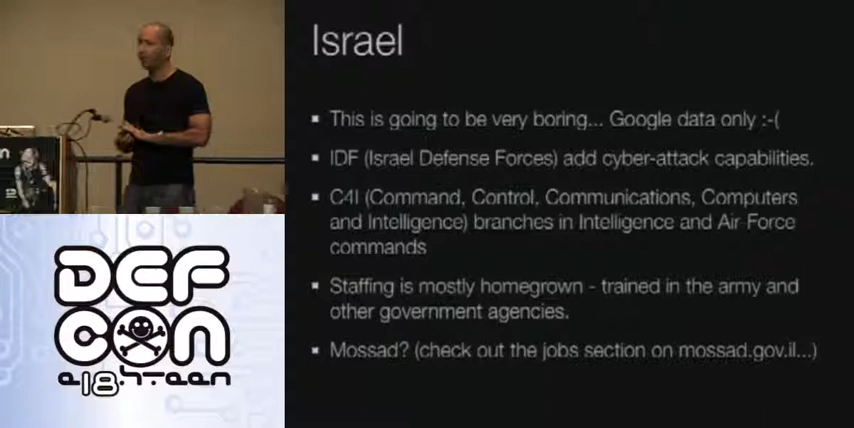 Israel
This is going to be very boring... Google data only :-(
IDF (Israel Defense Forces) add cyber-attack capabilities.
C4I (Command, Control, Communications, Computers
and Intelligence) branches in Intelligence and Air Force
commands
Staffing is mostly homegrown - trained in the army and
other government agencies.
Mossad? (check out the jobs section on mossad.gov.il...)
DEF
CON
e18hteen